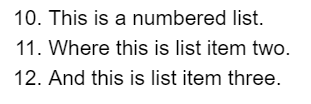 10. This is a numbered list.
11. Where this is list item two.
12. And this is list item three.